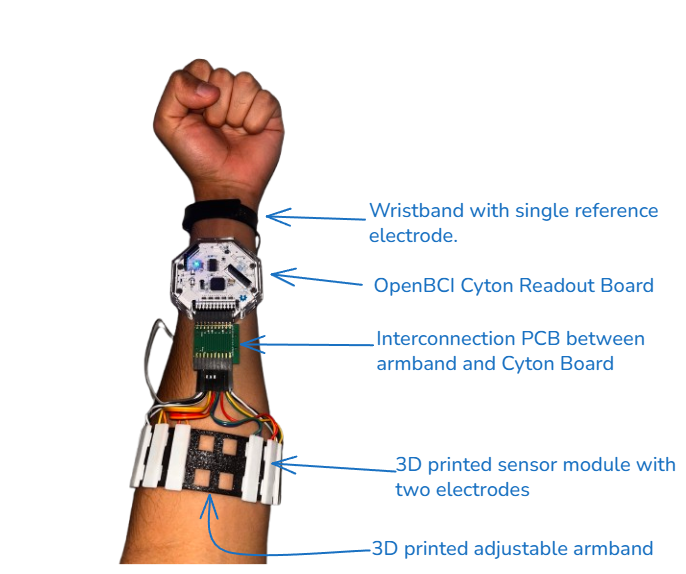 Wristband with single reference
electrode.
OpenBCI Cyton Readout Board
Interconnection PCB between
armband and Cyton Board
3D printed sensor module with
two electrodes
3D printed adjustable armband